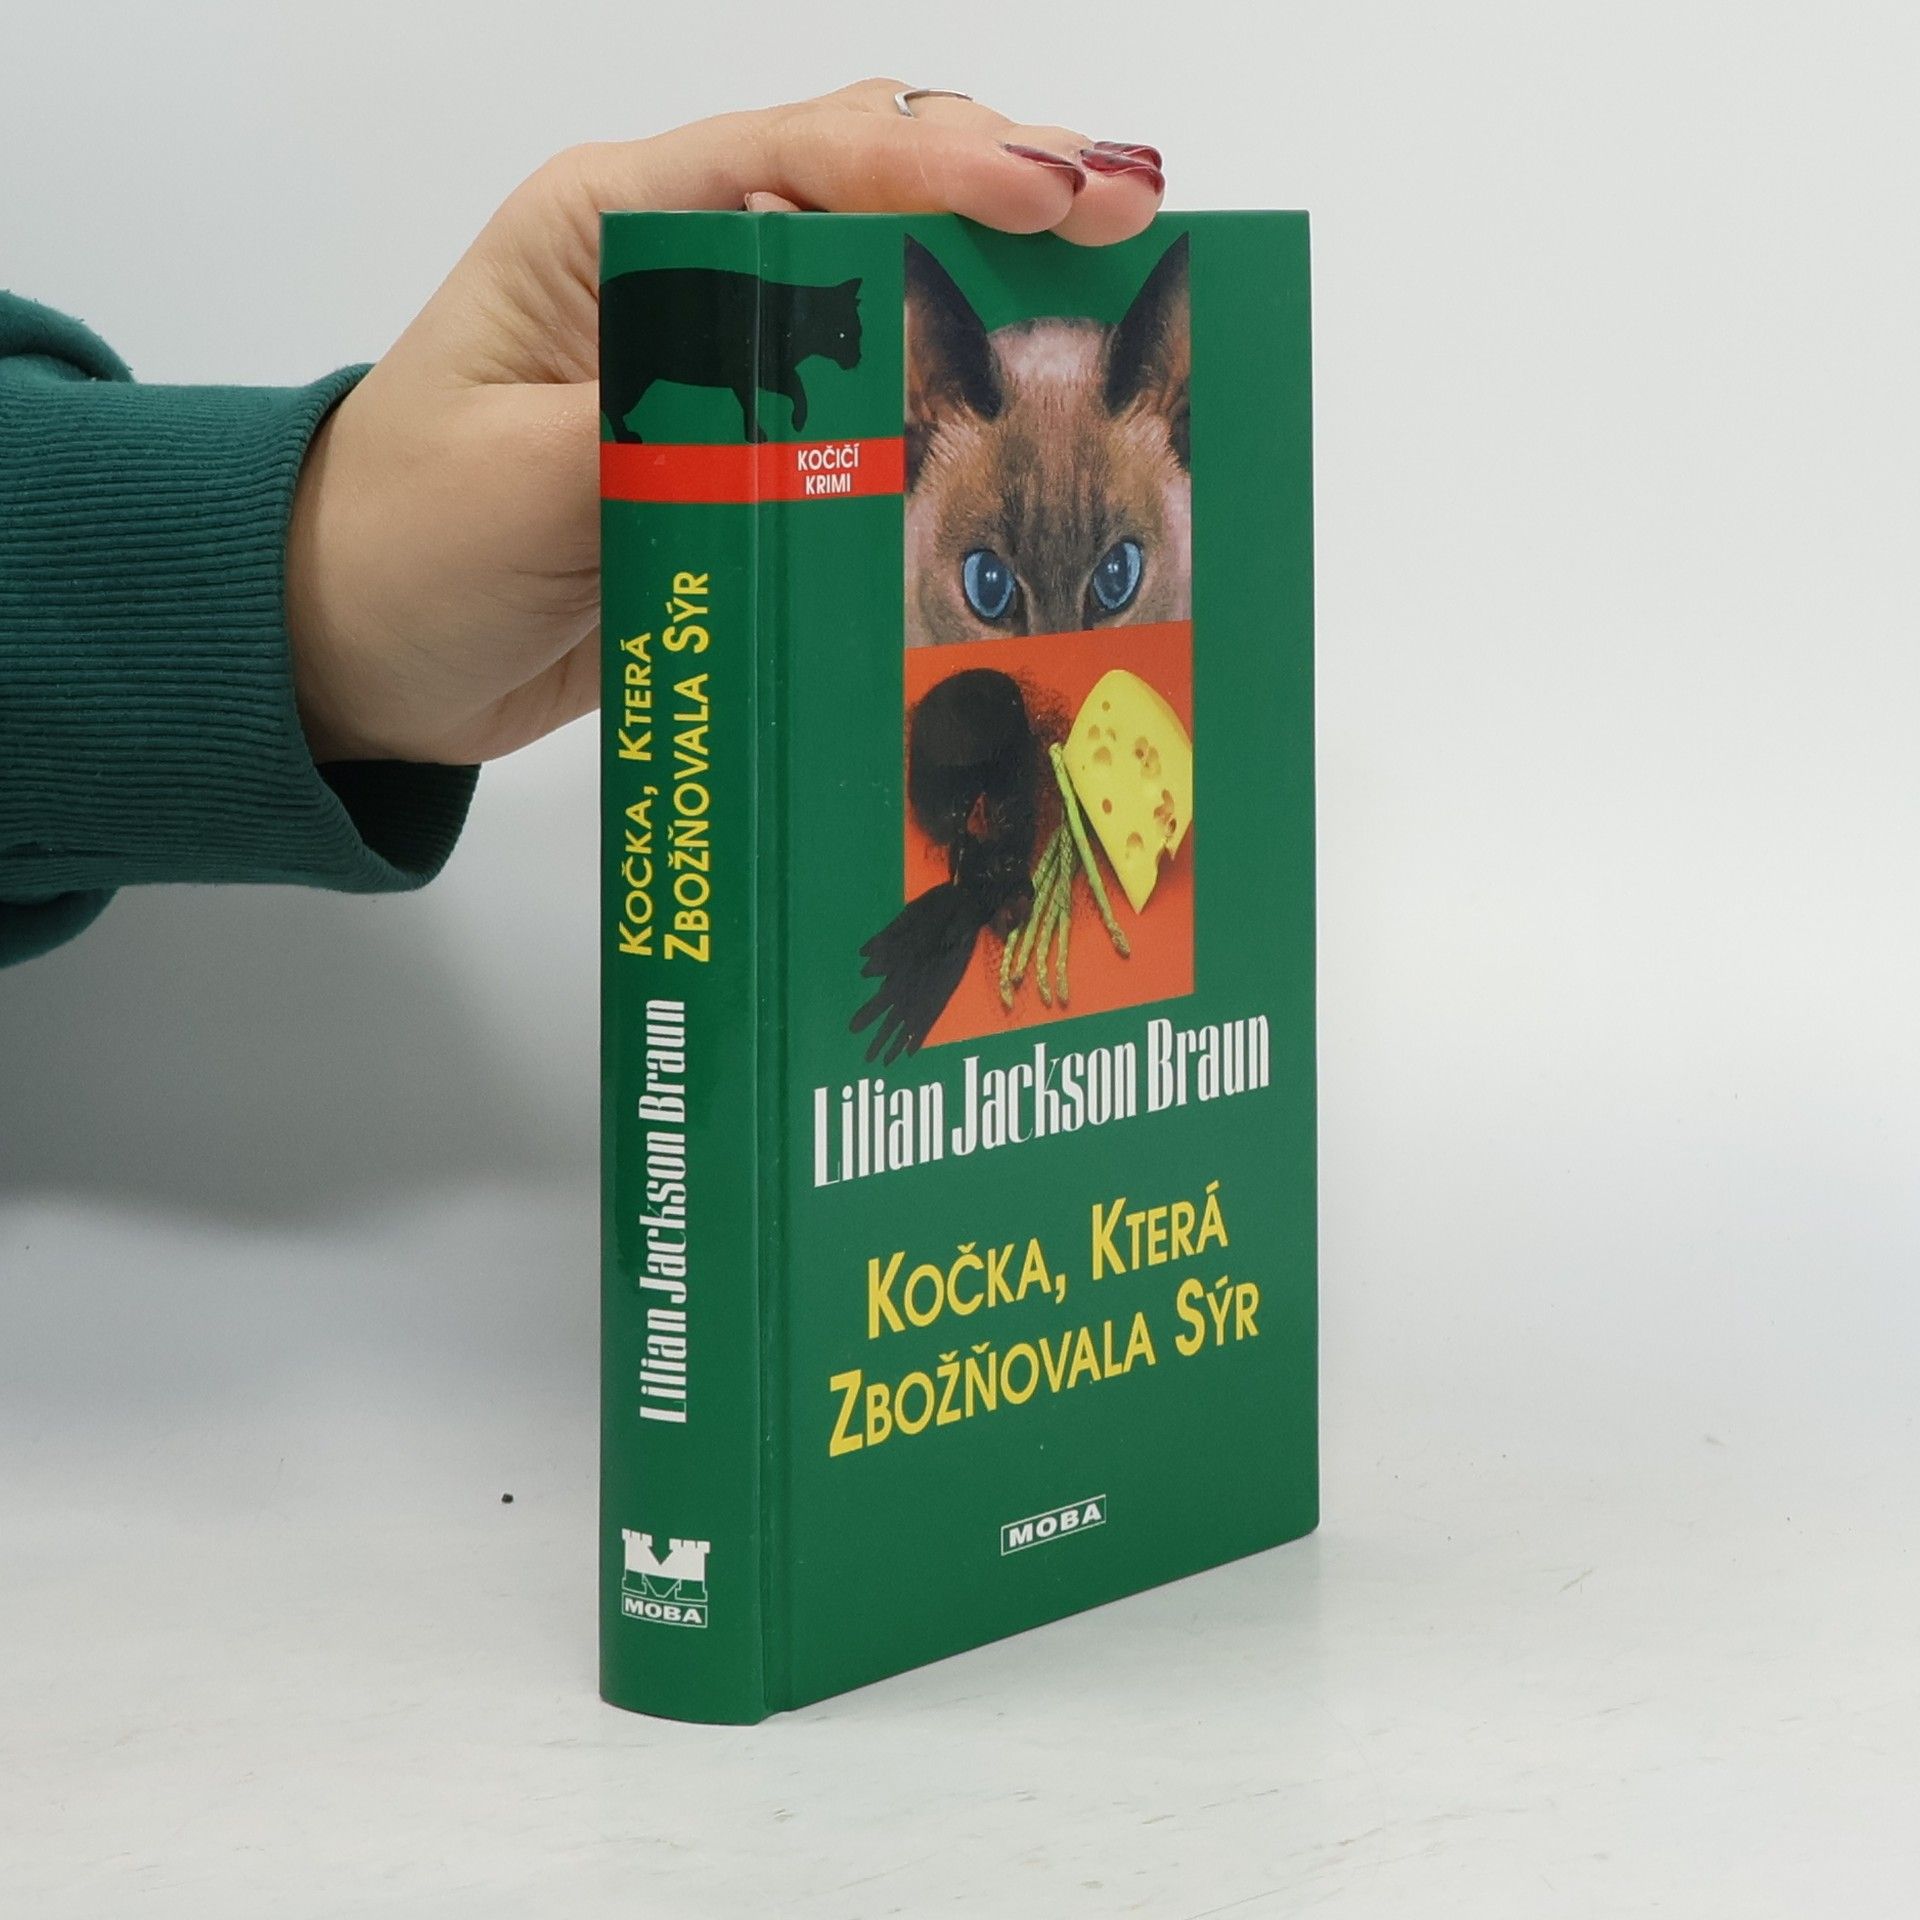 KOČIČÍ
KRIMI
Lilian Jackson Braun
KOČKA, KTERÁ
ZBOŽŇOVALA SÝR
MOBA
Lilian Jackson Braun
KOČKA, KTERÁ
ZBOŽŇOVALA SÝR
M
MOBA